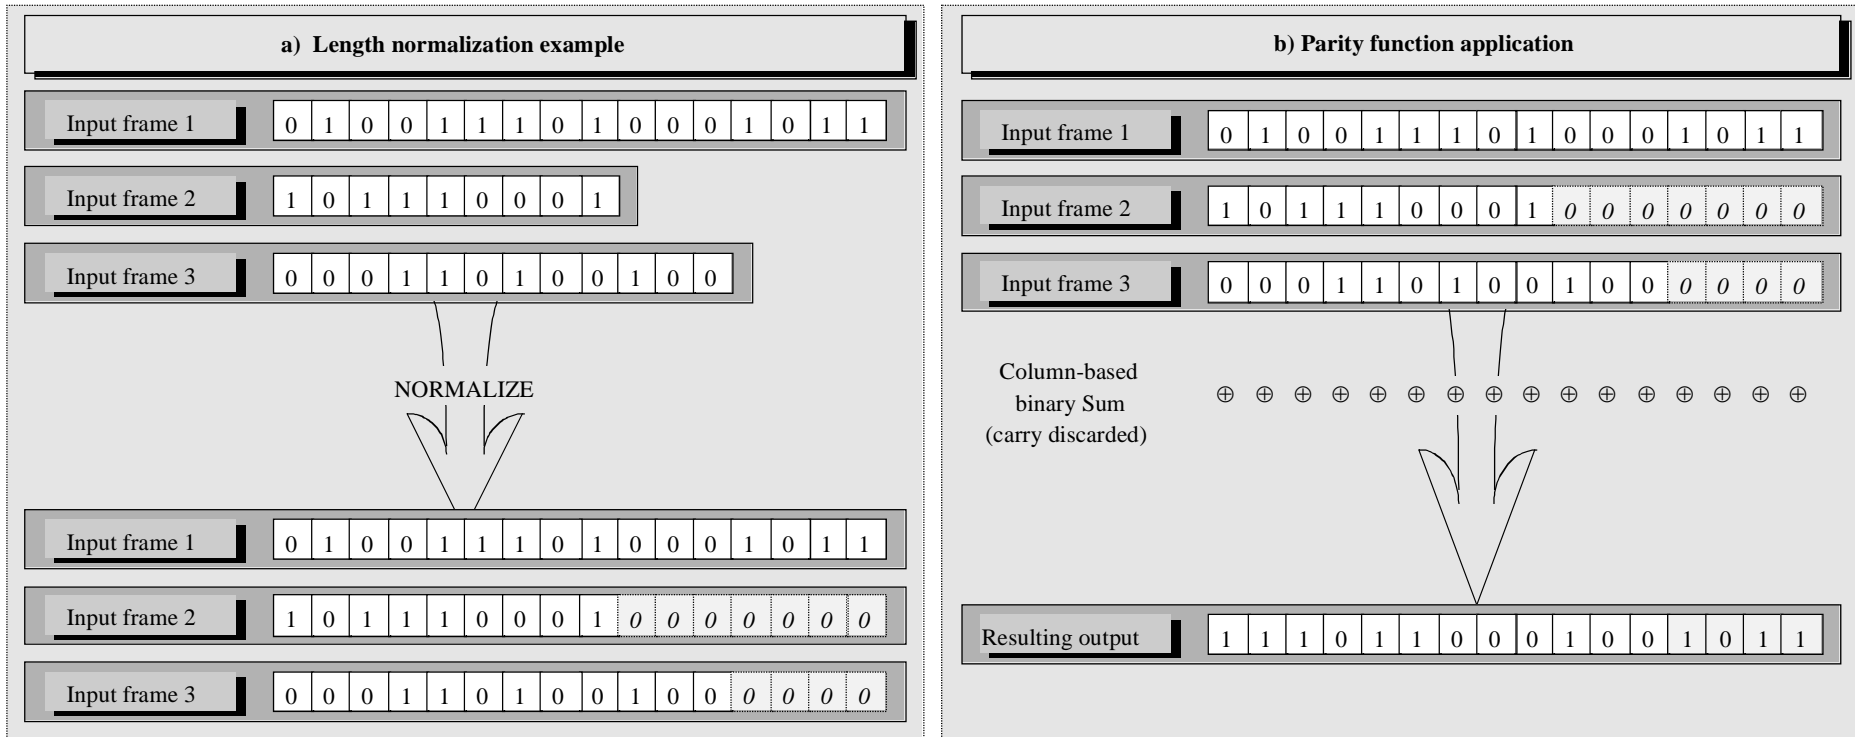 a) Length normalization example
Input frame 1 0 1 0 0 1 1 1 0 1 0 0 0 1 0 1 1
Input frame 2 1 0 1 1 1 0 0 0 1
Input frame 3 0 0 0 1 1 0 1 0 0 1 0 0
NORMALIZE
Input frame 1 0 1 0 0 1 1 1 0 1 0 0 0 1 0 1 1
Input frame 2 1 0 1 1 1 0 0 0 1 0 0 0 0 0 0 0
Input frame 3 0 0 0 1 1 0 1 0 0 1 0 0 0 0 0 0
b) Parity function application
Input frame 1 0 1 0 0 1 1 1 0 1 0 0 0 1 0 1 1
Input frame 2 1 0 1 1 1 0 0 0 1 0 0 0 0 0 0 0
Input frame 3 0 0 0 1 1 0 1 0 0 1 0 0 0 0 0 0
Column-based
binary Sum ⊕ ⊕ ⊕ ⊕ ⊕ ⊕ ⊕ ⊕ ⊕ ⊕ ⊕ ⊕ ⊕ ⊕ ⊕ ⊕
(carry discarded)
Resulting output 1 1 1 0 1 1 0 0 0 1 0 0 1 0 1 1